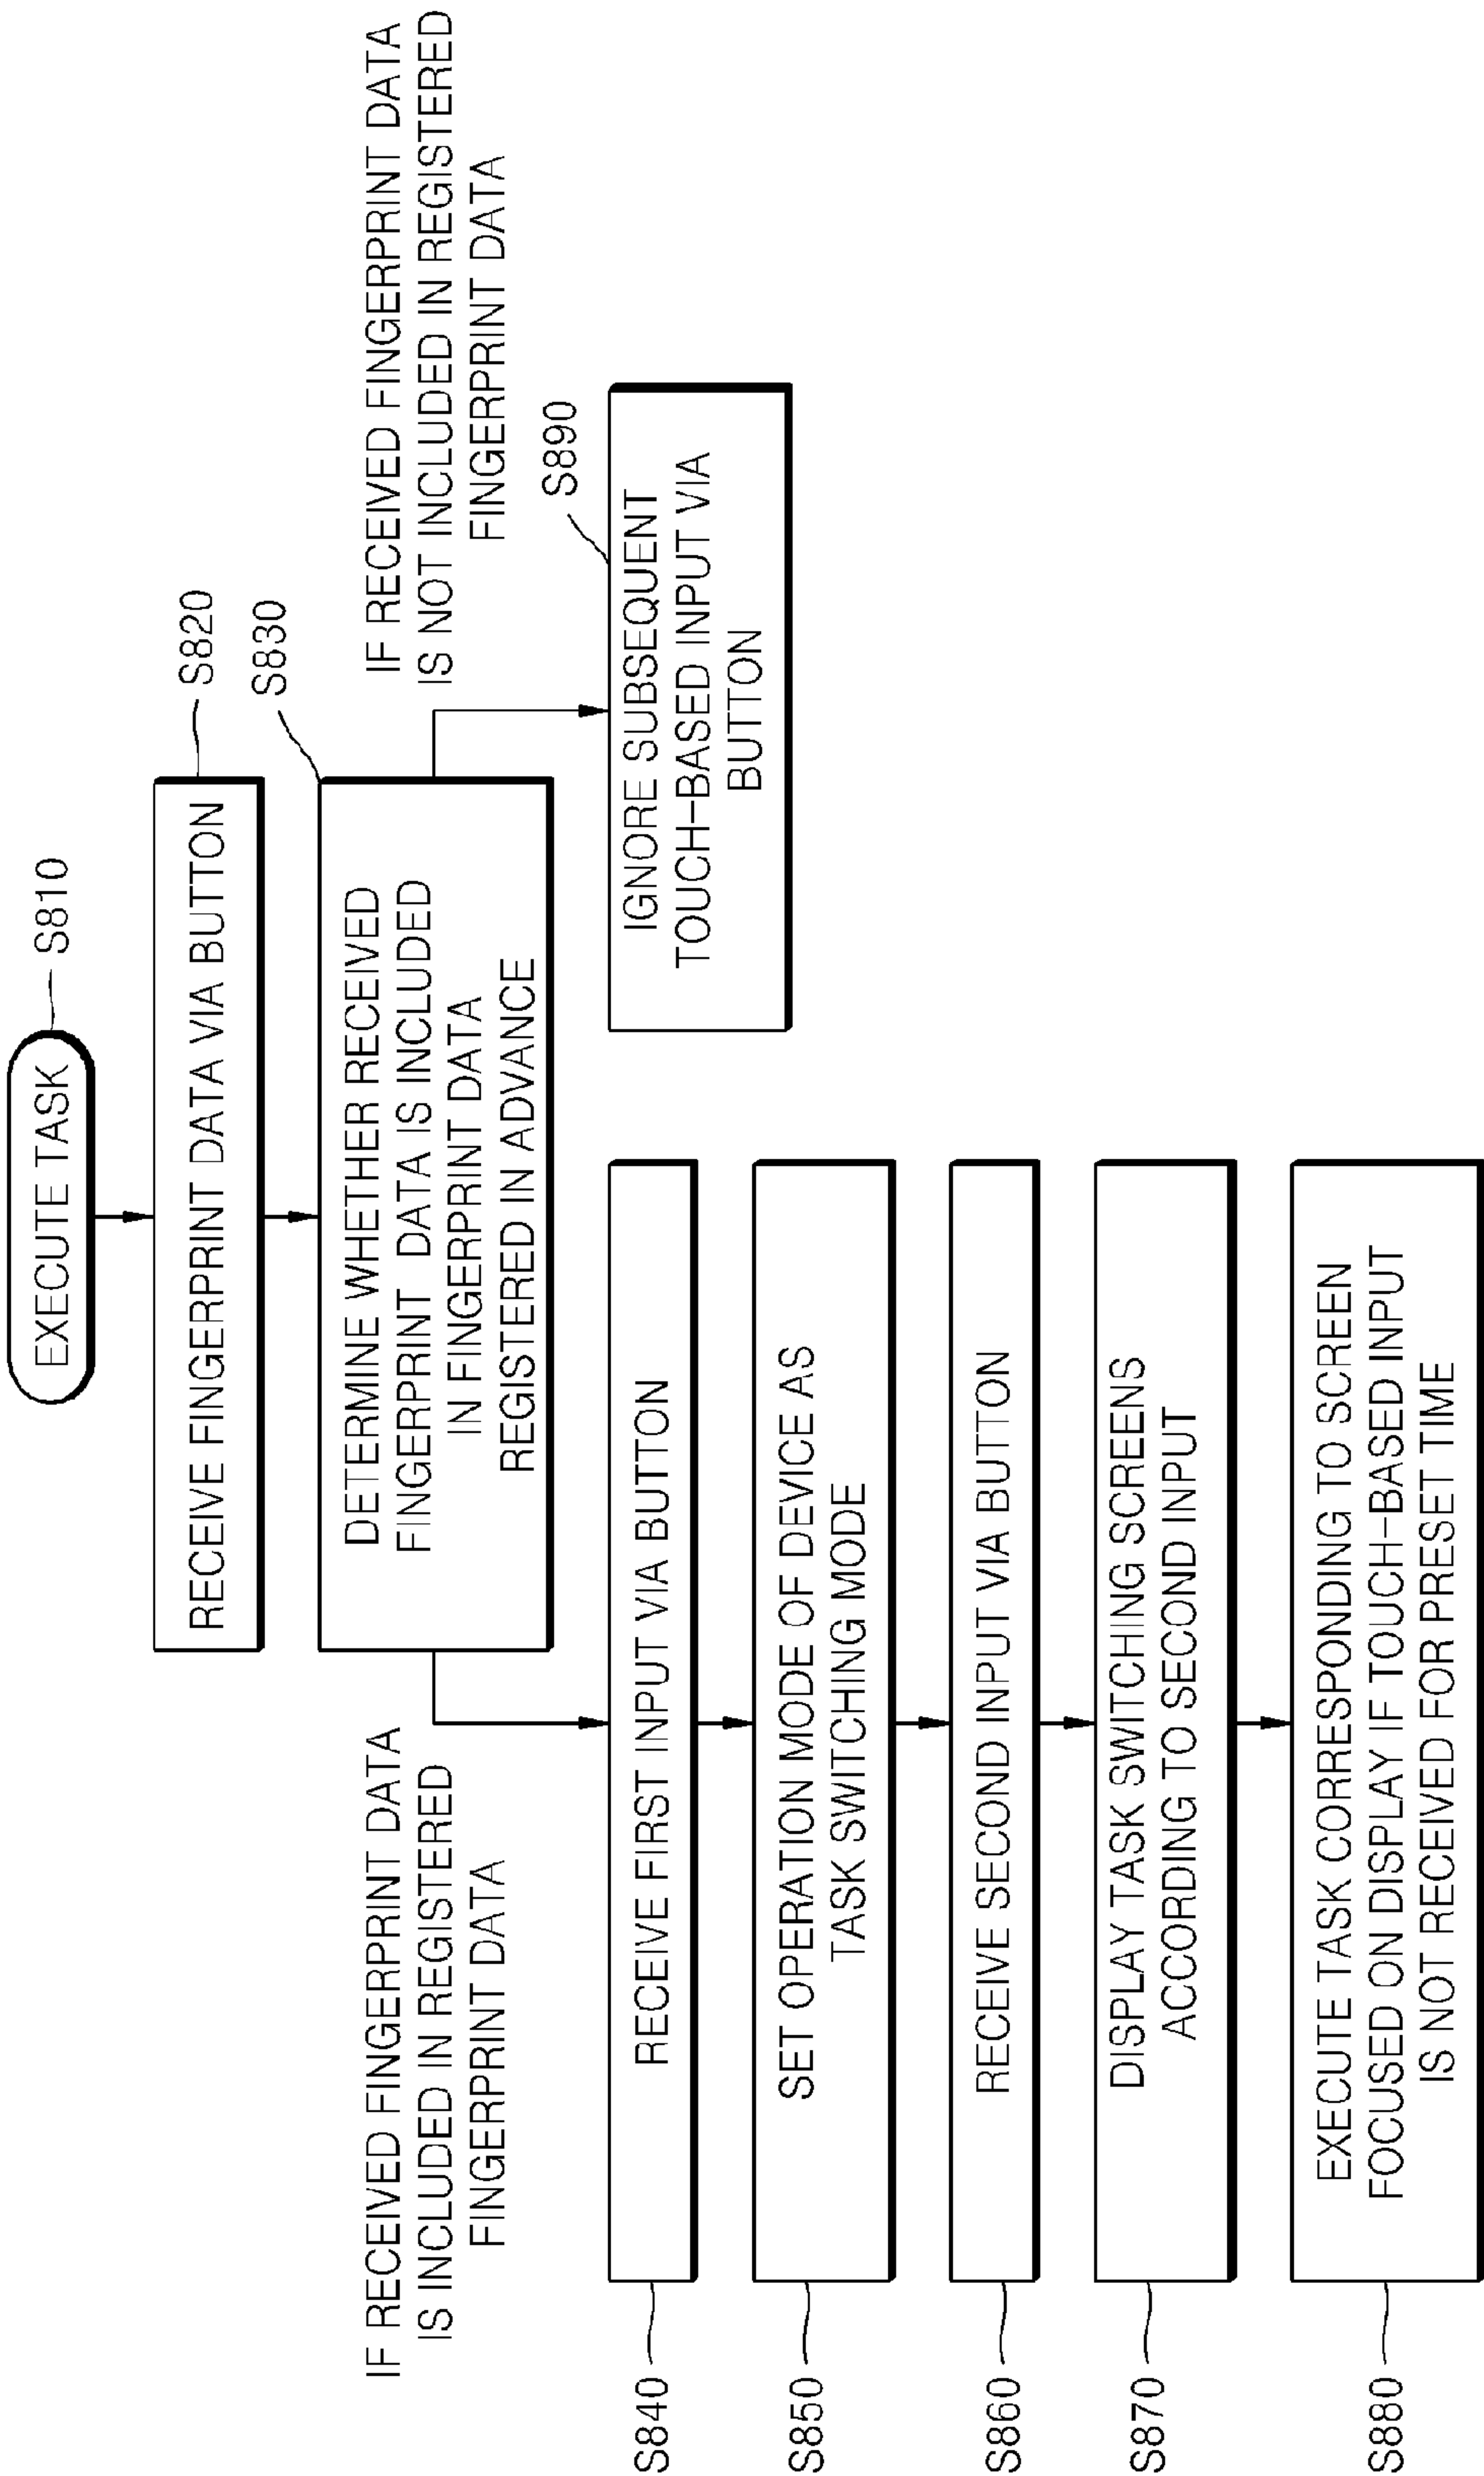 EXECUTE TASK
S810
RECEIVE FINGERPRINT DATA VIA BUTTON
S820
S830
DETERMINE WHETHER RECEIVED
FINGERPRINT DATA IS INCLUDED
IN FINGERPRINT DATA
REGISTERED IN ADVANCE
IF RECEIVED FINGERPRINT DATA
IS INCLUDED IN REGISTERED
FINGERPRINT DATA
IF RECEIVED FINGERPRINT DATA
IS NOT INCLUDED IN REGISTERED
FINGERPRINT DATA
S840
RECEIVE FIRST INPUT VIA BUTTON
S890
IGNORE SUBSEQUENT
TOUCH-BASED INPUT VIA
BUTTON
S850
SET OPERATION MODE OF DEVICE AS
TASK SWITCHING MODE
S860
RECEIVE SECOND INPUT VIA BUTTON
S870
DISPLAY TASK SWITCHING SCREENS
ACCORDING TO SECOND INPUT
S880
EXECUTE TASK CORRESPONDING TO SCREEN
FOCUSED ON DISPLAY IF TOUCH-BASED INPUT
IS NOT RECEIVED FOR PRESET TIME